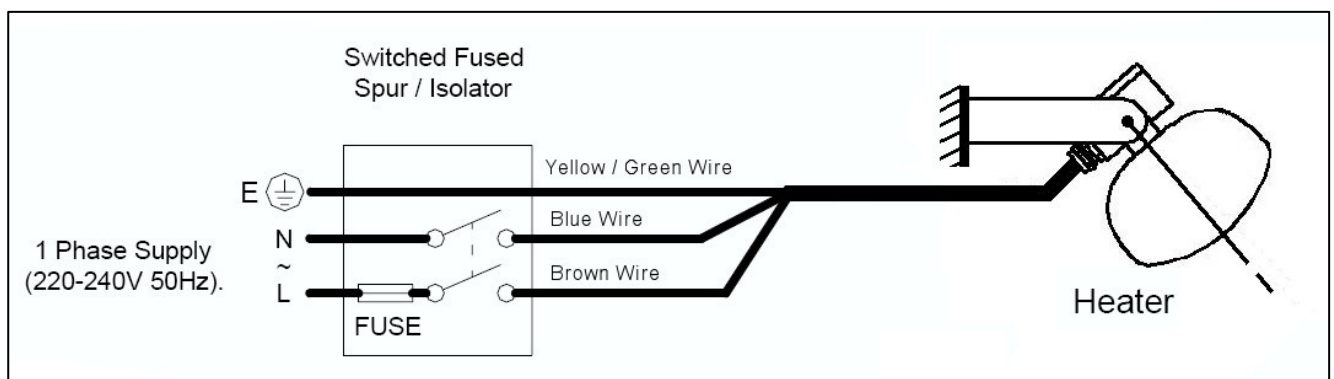 Switched Fused
Spur / Isolator
Yellow / Green Wire
E
Blue Wire
N
1 Phase Supply
(220-240V 50Hz).
~
Brown Wire
L
FUSE
Heater